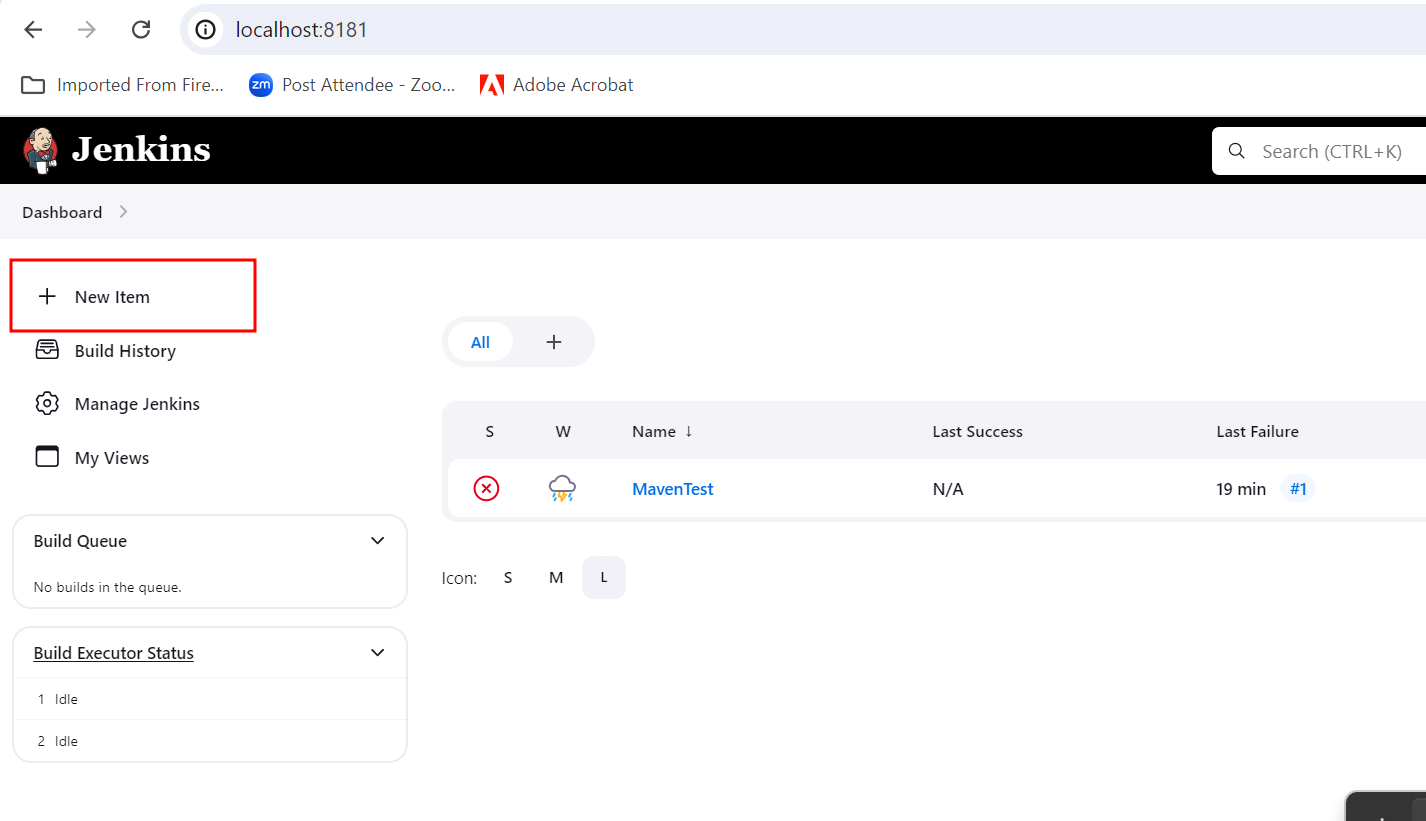 localhost:8181
Imported From Fire...
zm Post Attendee - Zoo...
Adobe Acrobat
Jenkins
Search (CTRL+K)
Dashboard
New Item
Build History
Manage Jenkins
My Views
All
S W Name ↓ Last Success Last Failure
MavenTest N/A 19 min #1
Icon: S M L
Build Queue
No builds in the queue.
Build Executor Status
1 Idle
2 Idle